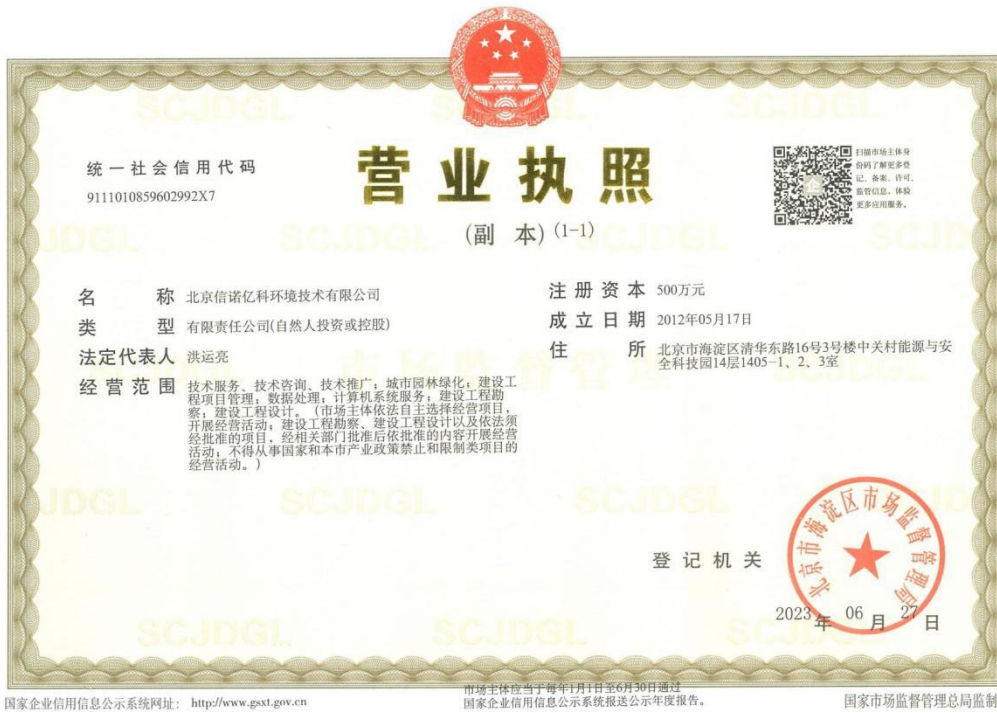 统一社会信用代码
91110108596029​92X7
营业执照
(副 本) (1-1)
扫描市场主体身
份码了解更多登
记、备案、许可、
监管信息，体验
更多应用服务。
名 称 北京信诺亿科环境技术有限公司
类 型 有限责任公司(自然人投资或控股)
法定代表人 洪运亮
经营范围 技术服务、技术咨询、技术推广；城市园林绿化；建设工
程项目管理；数据处理；计算机系统服务；建设工程勘
察；建设工程设计。（市场主体依法自主选择经营项目，
开展经营活动；建设工程勘察、建设工程设计以及依法须
经批准的项目，经相关部门批准后依批准的内容开展经营
活动；不得从事国家和本市产业政策禁止和限制类项目的
经营活动。）
注册资本 500万元
成立日期 2012年05月17日
住 所 北京市海淀区清华东路16号3号楼中关村能源与安
全科技园14层1405-1、2、3室
登记机关
北京市海淀区市场监督管理局
2023年 06月 27日
国家企业信用信息公示系统网址： http://www.gsxt.gov.cn
市场主体应当于每年1月1日至6月30日通过
国家企业信用信息公示系统报送公示年度报告。
国家市场监督管理总局监制